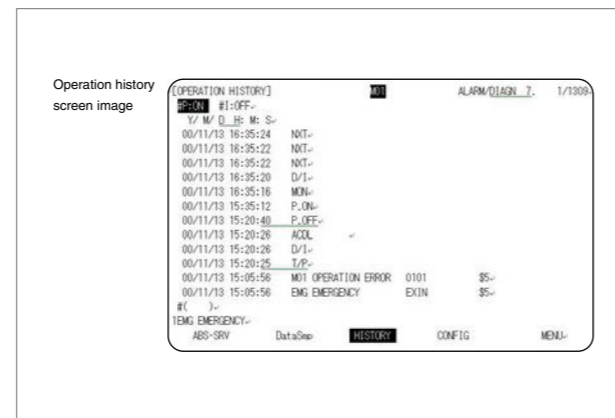 Operation history
screen image
[OPERATION HISTORY] M01 ALARM/DIAGN 7. 1/1309
#P:ON #I:OFF
Y/ M/ D H: M: S
00/11/13 16:35:24 NXT
00/11/13 16:35:22 NXT
00/11/13 16:35:22 NXT
00/11/13 16:35:20 D/I
00/11/13 16:35:16 MON
00/11/13 15:35:12 P.ON
00/11/13 15:20:40 P.OFF
00/11/13 15:20:26 ACDL
00/11/13 15:20:26 D/I
00/11/13 15:20:25 T/P
00/11/13 15:05:56 M01 OPERATION ERROR 0101 $5
00/11/13 15:05:56 EMG EMERGENCY EXIN $5
#( )
1EMG EMERGENCY
ABS-SRV DataSmp HISTORY CONFIG MENU